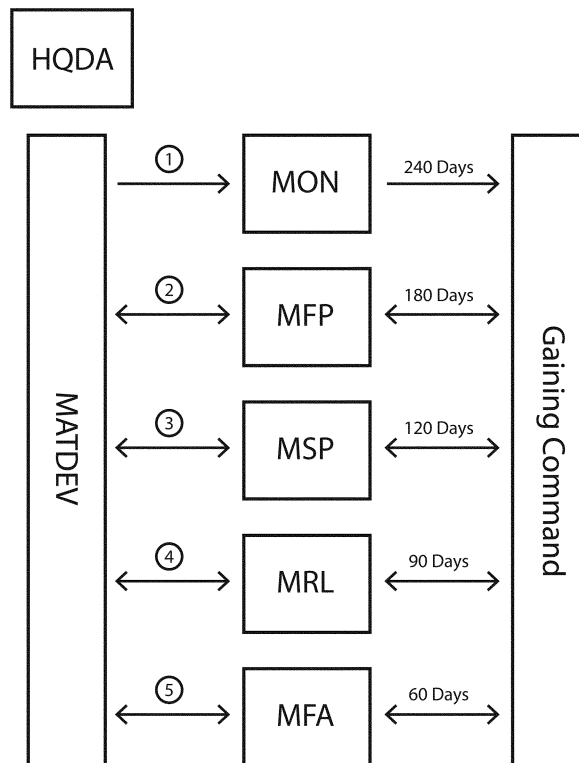 HQDA
① MON 240 Days
② MFP 180 Days
MATDEV
③ MSP 120 Days
Gaining Command
④ MRL 90 Days
⑤ MFA 60 Days